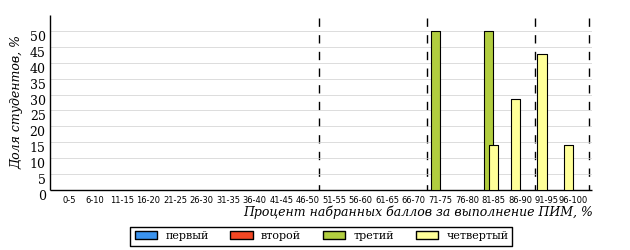 Доля студентов, %
50
45
40
35
30
25
20
15
10
5
0
0-5 6-10 11-15 16-20 21-25 26-30 31-35 36-40 41-45 46-50 51-55 56-60 61-65 66-70 71-75 76-80 81-85 86-90 91-95 96-100
Процент набранных баллов за выполнение ПИМ, %
первый второй третий четвертый